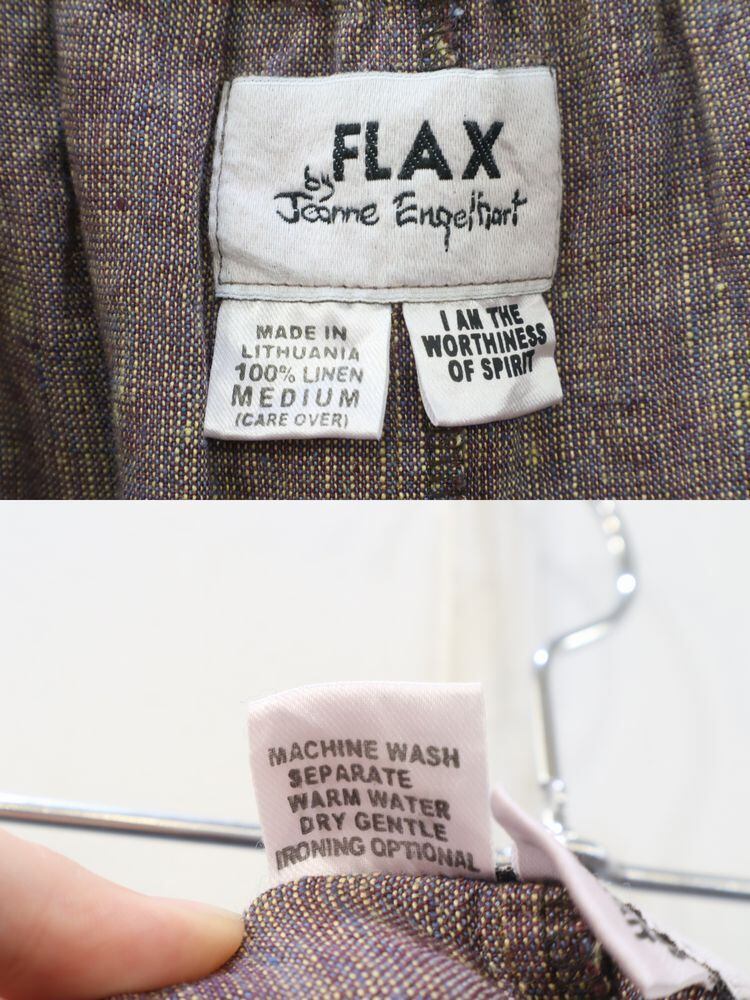 FLAX
by
Jeanne Engelhart
MADE IN
LITHUANIA
100% LINEN
MEDIUM
(CARE OVER)
I AM THE
WORTHINESS
OF SPIRIT
MACHINE WASH
SEPARATE
WARM WATER
DRY GENTLE
IRONING OPTIONAL